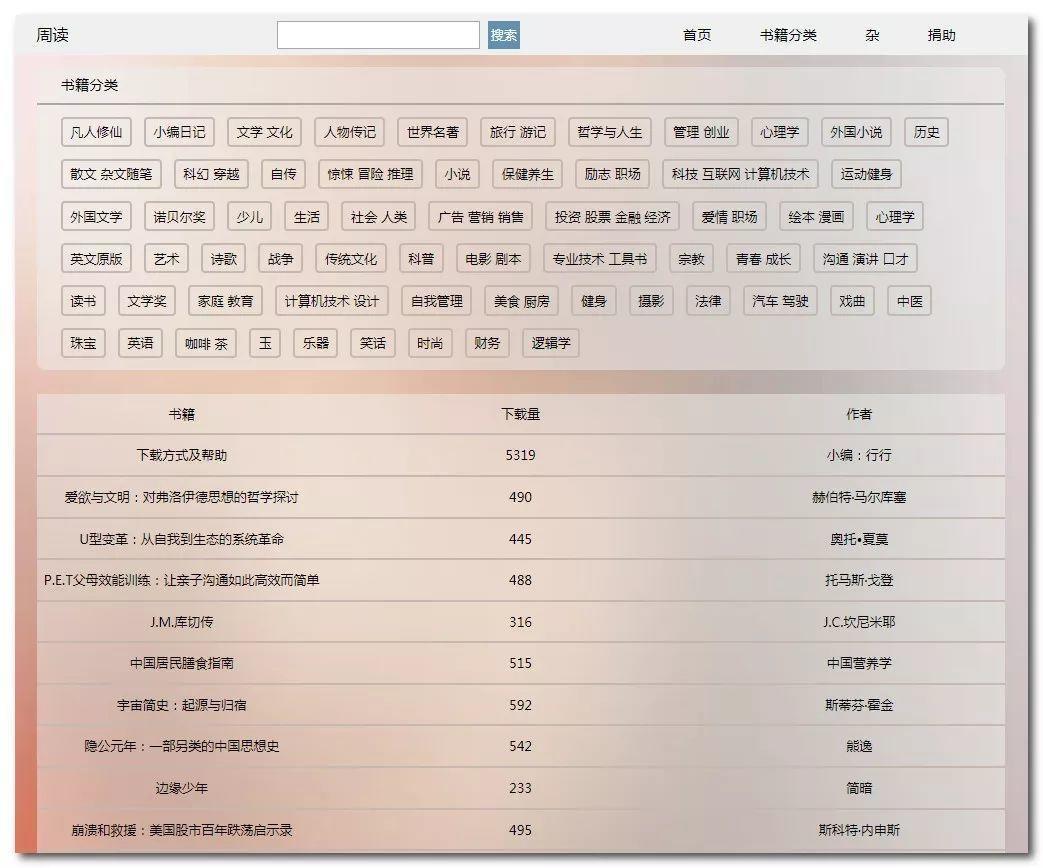 周读 搜索 首页 书籍分类 杂 捐助
书籍分类
凡人修仙 小编日记 文学 文化 人物传记 世界名著 旅行 游记 哲学与人生 管理 创业 心理学 外国小说 历史
散文 杂文随笔 科幻 穿越 自传 惊悚 冒险 推理 小说 保健养生 励志 职场 科技 互联网 计算机技术 运动健身
外国文学 诺贝尔奖 少儿 生活 社会 人类 广告 营销 销售 投资 股票 金融 经济 爱情 职场 绘本 漫画 心理学
英文原版 艺术 诗歌 战争 传统文化 科普 电影 剧本 专业技术 工具书 宗教 青春 成长 沟通 演讲 口才
读书 文学奖 家庭 教育 计算机技术 设计 自我管理 美食 厨房 健身 摄影 法律 汽车 驾驶 戏曲 中医
珠宝 英语 咖啡 茶 玉 乐器 笑话 时尚 财务 逻辑学
书籍 下载量 作者
下载方式及帮助 5319 小编：行行
爱欲与文明：对弗洛伊德思想的哲学探讨 490 赫伯特·马尔库塞
U型变革：从自我到生态的系统革命 445 奥托•夏莫
P.E.T父母效能训练：让亲子沟通如此高效而简单 488 托马斯·戈登
J.M.库切传 316 J.C.坎尼米耶
中国居民膳食指南 515 中国营养学
宇宙简史：起源与归宿 592 斯蒂芬·霍金
隐公元年：一部另类的中国思想史 542 熊逸
边缘少年 233 简暗
崩溃和救援：美国股市百年跌荡启示录 495 斯科特·内申斯